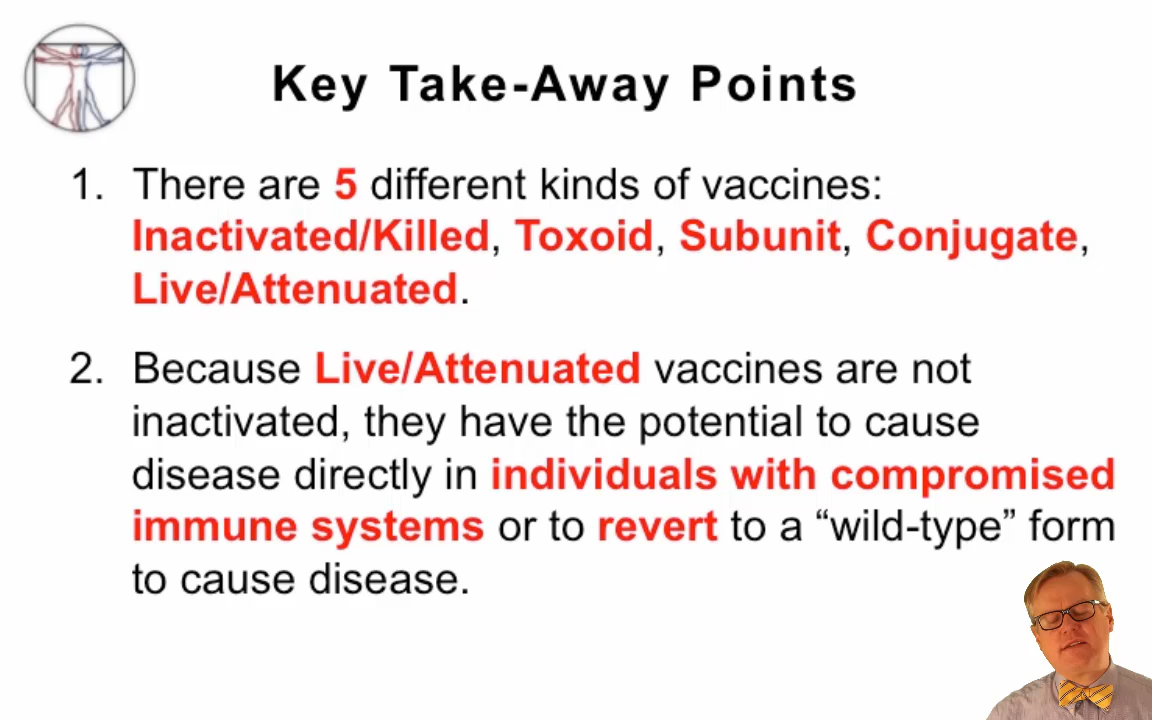 Key Take-Away Points
1. There are 5 different kinds of vaccines:
Inactivated/Killed, Toxoid, Subunit, Conjugate,
Live/Attenuated.
2. Because Live/Attenuated vaccines are not
inactivated, they have the potential to cause
disease directly in individuals with compromised
immune systems or to revert to a “wild-type” form
to cause disease.